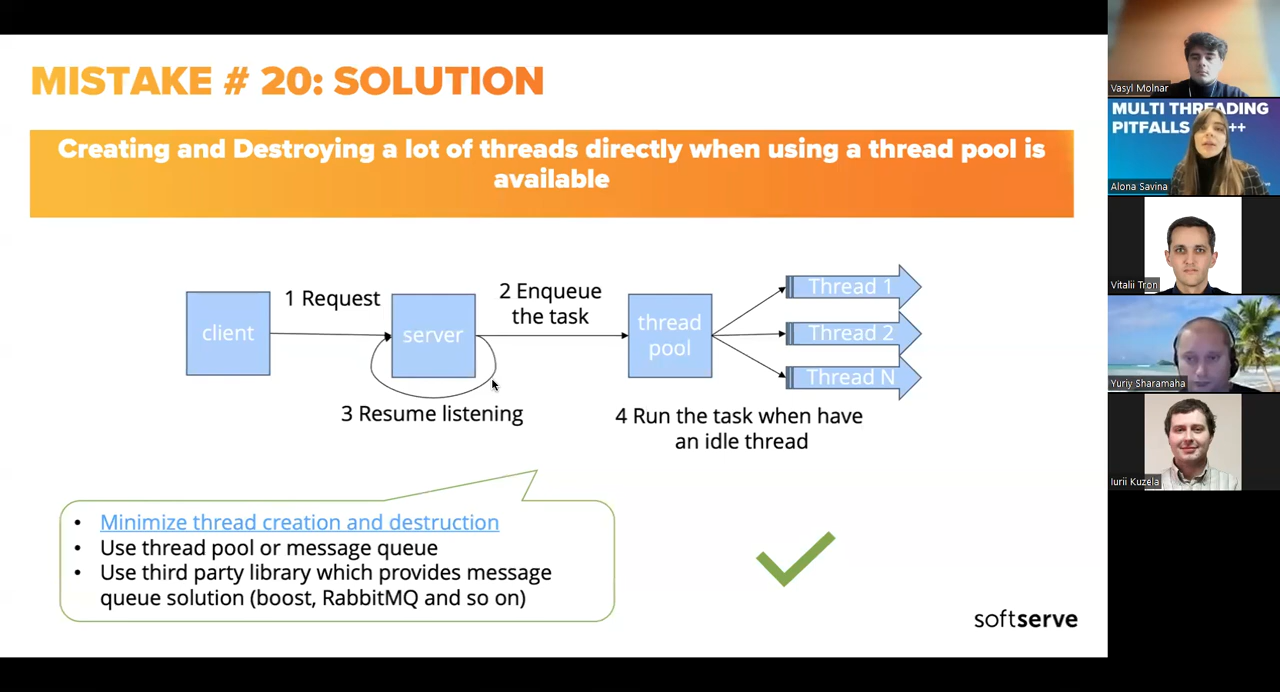 MISTAKE # 20: SOLUTION
Creating and Destroying a lot of threads directly when using a thread pool is
available
client
1 Request
server
2 Enqueue
the task
thread
pool
Thread 1
Thread 2
Thread N
3 Resume listening
4 Run the task when have
an idle thread
• Minimize thread creation and destruction
• Use thread pool or message queue
• Use third party library which provides message
queue solution (boost, RabbitMQ and so on)
softserve
Vasyl Molnar
MULTI THREADING
PITFALLS
++
Alona Savina
Vitalii Tron
Yuriy Sharamaha
Iurii Kuzela